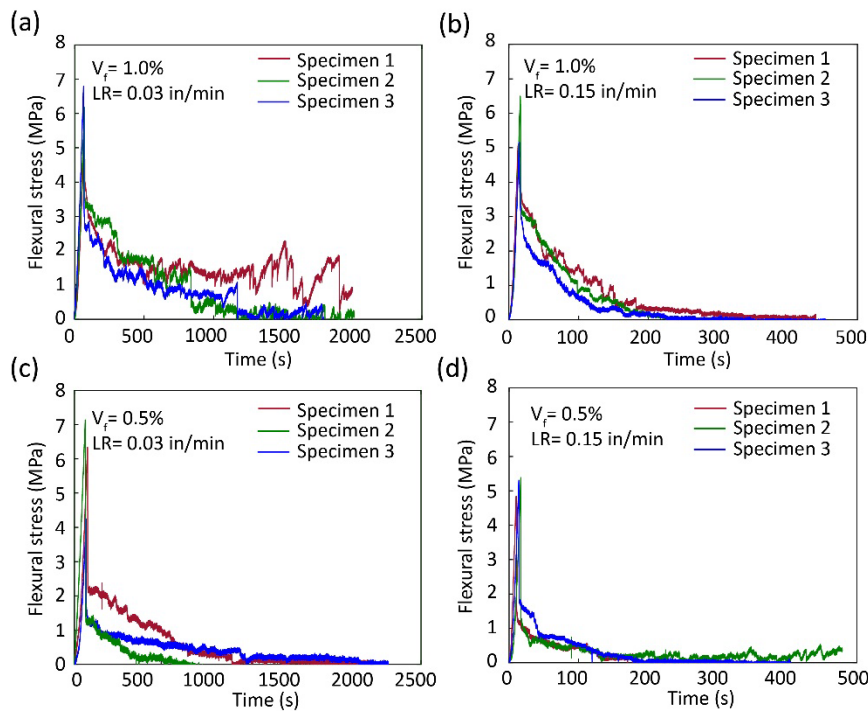 (a)
8
7
6
5
4
3
2
1
0
Flexural stress (MPa)
V_f= 1.0%
LR= 0.03 in/min
Specimen 1
Specimen 2
Specimen 3
0 500 1000 1500 2000 2500
Time (s)
(b)
8
7
6
5
4
3
2
1
0
Flexural stress (MPa)
V_f= 1.0%
LR= 0.15 in/min
Specimen 1
Specimen 2
Specimen 3
0 100 200 300 400 500
Time (s)
(c)
8
7
6
5
4
3
2
1
0
Flexural stress (MPa)
V_f= 0.5%
LR= 0.03 in/min
Specimen 1
Specimen 2
Specimen 3
0 500 1000 1500 2000 2500
Time (s)
(d)
8
7
6
5
4
3
2
1
0
Flexural stress (MPa)
V_f= 0.5%
LR= 0.15 in/min
Specimen 1
Specimen 2
Specimen 3
0 100 200 300 400 500
Time (s)